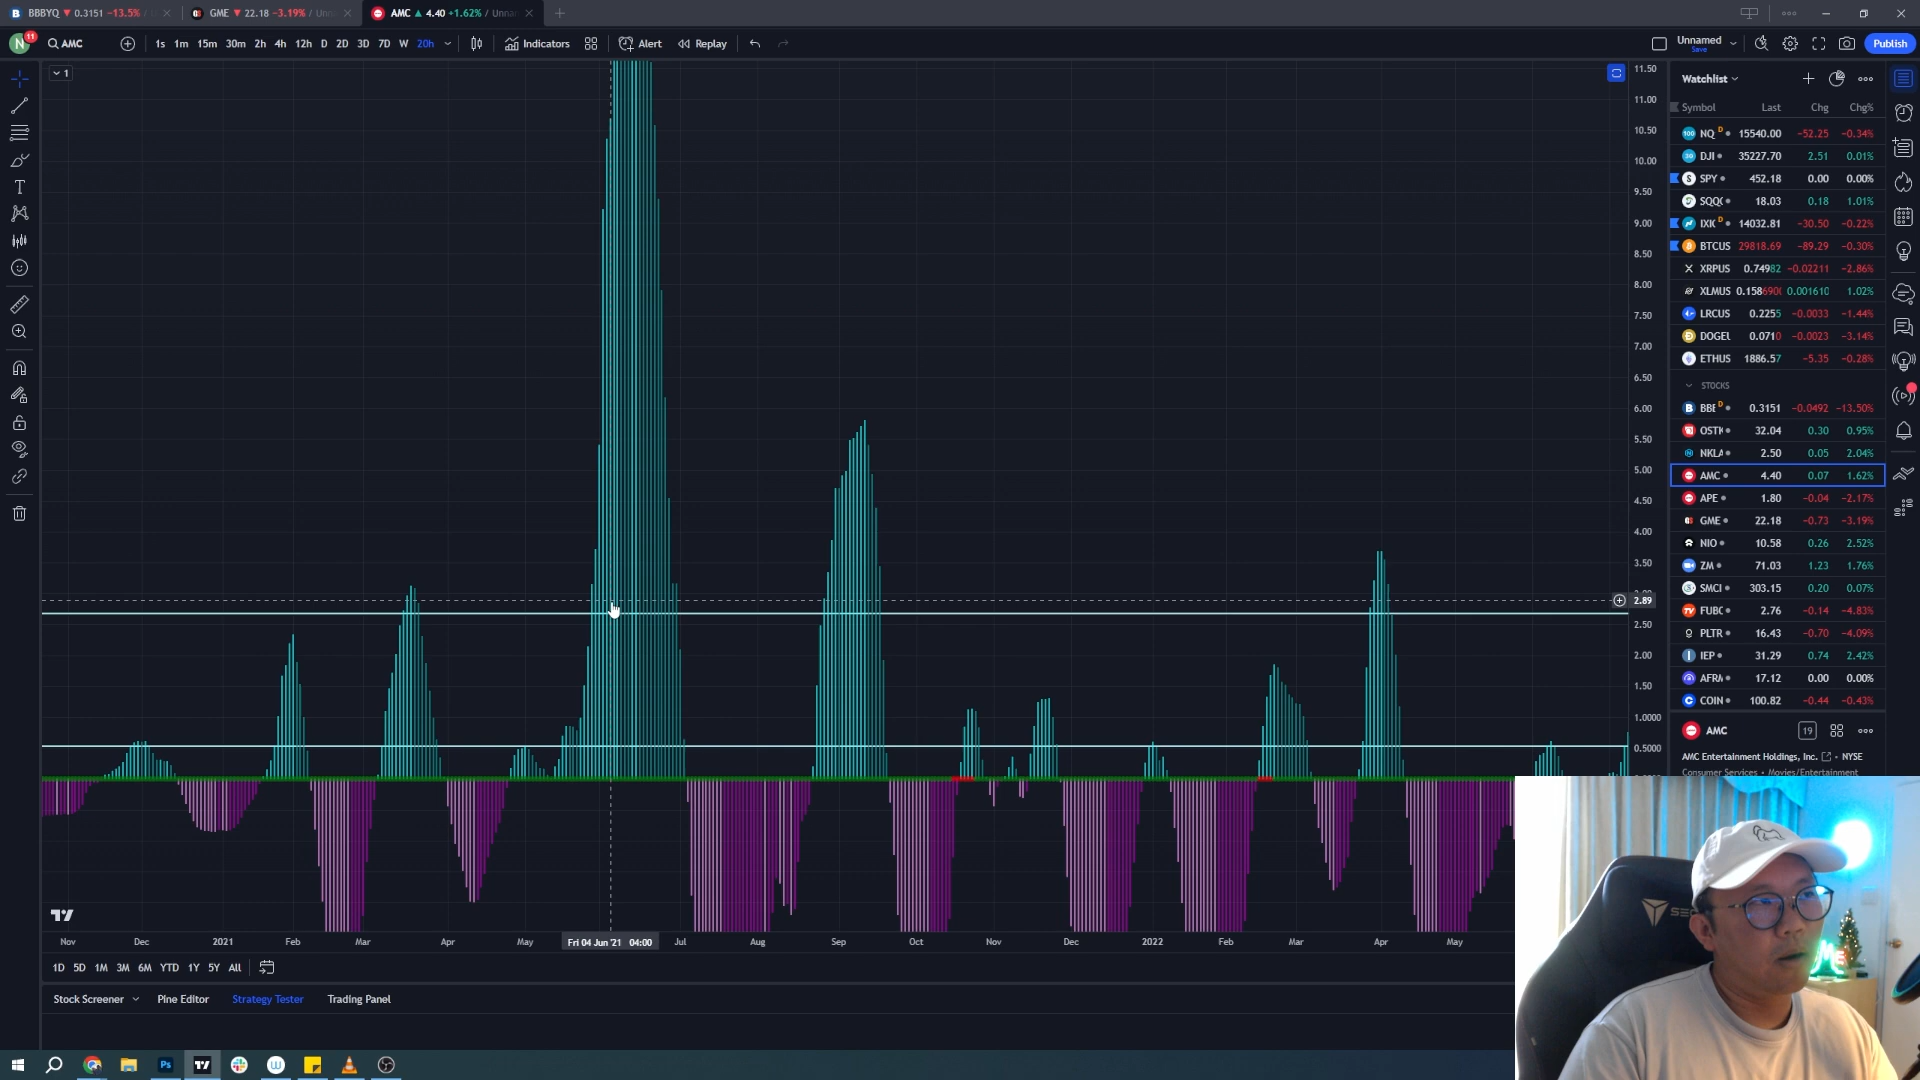 BBBYQ ▼ 0.3151 −13.5% /
GME ▼ 22.18 −3.19% / Unn
AMC ▲ 4.40 +1.62% / Unnar
N 11 AMC 1s 1m 15m 30m 2h 4h 12h D 2D 3D 7D W 20h Indicators Alert Replay Unnamed Save Publish
1
11.50
11.00
10.50
10.00
9.50
9.00
8.50
8.00
7.50
7.00
6.50
6.00
5.50
5.00
4.50
4.00
3.50
2.89
2.50
2.00
1.50
1.0000
0.5000
Nov Dec 2021 Feb Mar Apr May Fri 04 Jun '21 04:00 Jul Aug Sep Oct Nov Dec 2022 Feb Mar Apr May
1D 5D 1M 3M 6M YTD 1Y 5Y All
Stock Screener Pine Editor Strategy Tester Trading Panel
Watchlist
Symbol Last Chg Chg%
NQ D 15540.00 −52.25 −0.34%
DJI 35227.70 2.51 0.01%
SPY 452.18 0.00 0.00%
SQQ 18.03 0.18 1.01%
IXIC D 14032.81 −30.50 −0.22%
BTCUS 29818.69 −89.29 −0.30%
XRPUS 0.74982 −0.02211 −2.86%
XLMUS 0.158690 0.001610 1.02%
LRCUS 0.2255 −0.0033 −1.44%
DOGEU 0.0710 −0.0023 −3.14%
ETHUS 1886.57 −5.35 −0.28%
STOCKS
BBE D 0.3151 −0.0492 −13.50%
OSTK 32.04 0.30 0.95%
NKLA 2.50 0.05 2.04%
AMC 4.40 0.07 1.62%
APE 1.80 −0.04 −2.17%
GME 22.18 −0.73 −3.19%
NIO 10.58 0.26 2.52%
ZM 71.03 1.23 1.76%
SMCI 303.15 0.20 0.07%
FUBO 2.76 −0.14 −4.83%
PLTR 16.43 −0.70 −4.09%
IEP 31.29 0.74 2.42%
AFRM 17.12 0.00 0.00%
COIN 100.82 −0.44 −0.43%
AMC 19
AMC Entertainment Holdings, Inc. • NYSE
Consumer Services • Movies/Entertainment